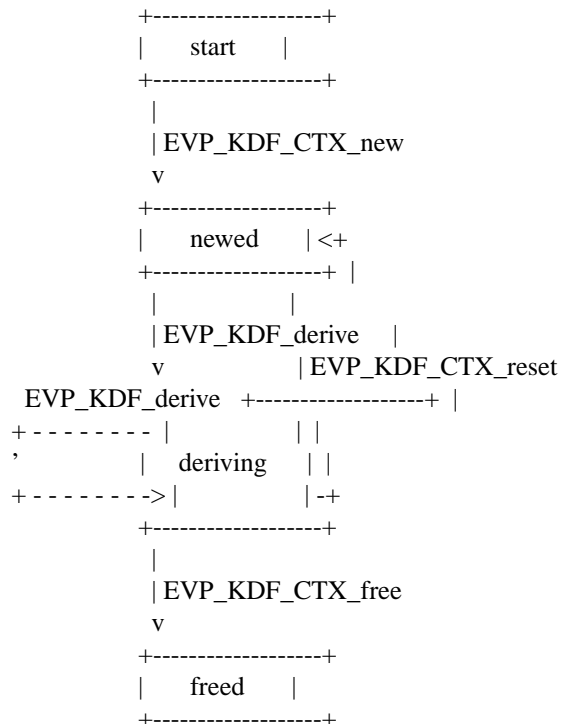 +-------------------+
| start |
+-------------------+
|
| EVP_KDF_CTX_new
v
+-------------------+
| newed | <+
+-------------------+ |
| |
| EVP_KDF_derive |
v | EVP_KDF_CTX_reset
EVP_KDF_derive +-------------------+ |
+ - - - - - - - - | | |
' | deriving | |
+ - - - - - - - -> | | -+
+-------------------+
|
| EVP_KDF_CTX_free
v
+-------------------+
| freed |
+-------------------+